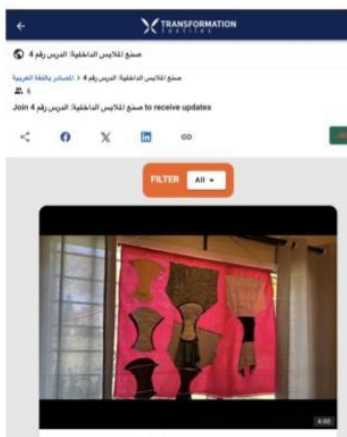 TRANSFORMATION
textiles
صنع الملابس الداخلية: الدرس رقم 4
صنع الملابس الداخلية: الدرس رقم 4 < المصادر باللغة العربية
6
Join صنع الملابس الداخلية: الدرس رقم 4 to receive updates
FILTER
All
4:00